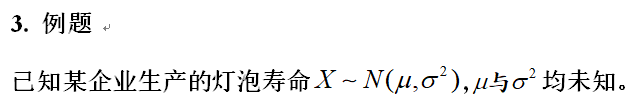 3. 例题
已知某企业生产的灯泡寿命 X ~ N(μ,σ²), μ与σ² 均未知。